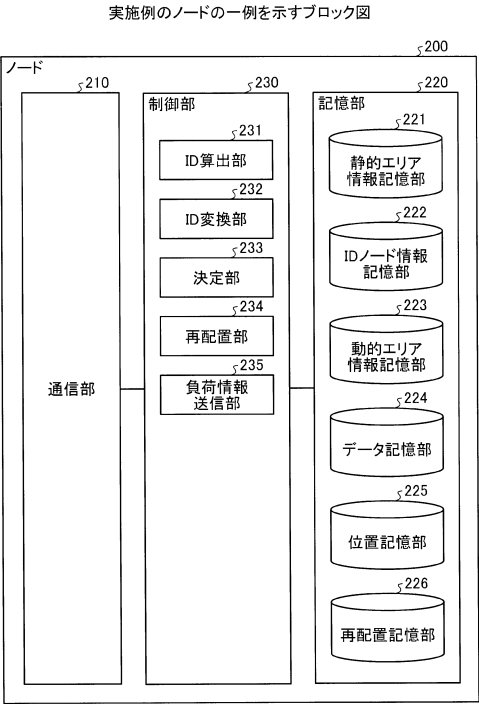 実施例のノードの一例を示すブロック図
200
ノード
210
通信部
230
制御部
231
ID算出部
232
ID変換部
233
決定部
234
再配置部
235
負荷情報
送信部
220
記憶部
221
静的エリア
情報記憶部
222
IDノード情報
記憶部
223
動的エリア
情報記憶部
224
データ記憶部
225
位置記憶部
226
再配置記憶部